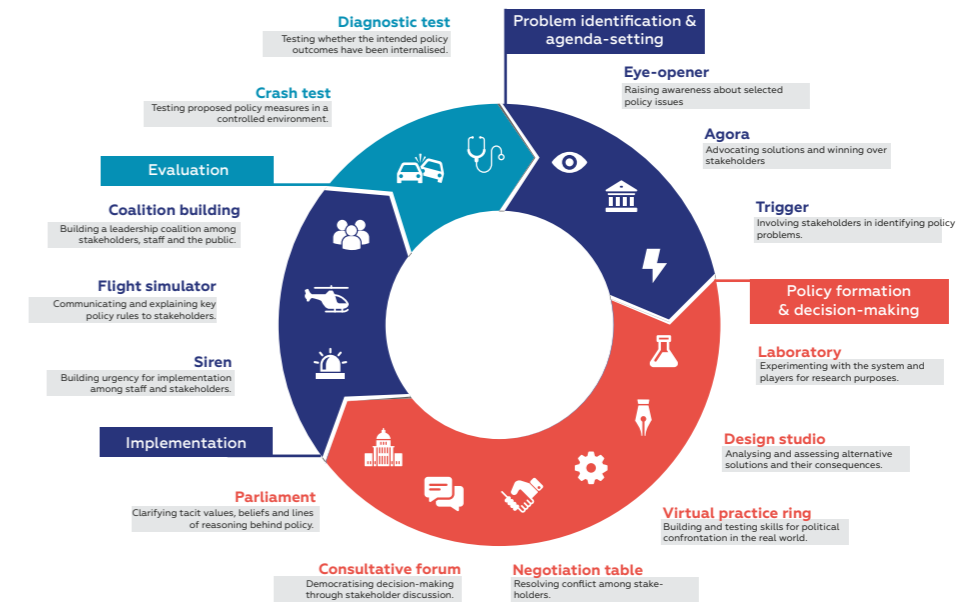 Problem identification &
agenda-setting
Eye-opener
Raising awareness about selected
policy issues
Agora
Advocating solutions and winning over
stakeholders
Trigger
Involving stakeholders in identifying policy
problems.
Policy formation
& decision-making
Laboratory
Experimenting with the system and
players for research purposes.
Design studio
Analysing and assessing alternative
solutions and their consequences.
Virtual practice ring
Building and testing skills for political
confrontation in the real world.
Negotiation table
Resolving conflict among stake-
holders.
Consultative forum
Democratising decision-making
through stakeholder discussion.
Parliament
Clarifying tacit values, beliefs and lines
of reasoning behind policy.
Implementation
Siren
Building urgency for implementation
among staff and stakeholders.
Flight simulator
Communicating and explaining key
policy rules to stakeholders.
Coalition building
Building a leadership coalition among
stakeholders, staff and the public.
Evaluation
Crash test
Testing proposed policy measures in a
controlled environment.
Diagnostic test
Testing whether the intended policy
outcomes have been internalised.